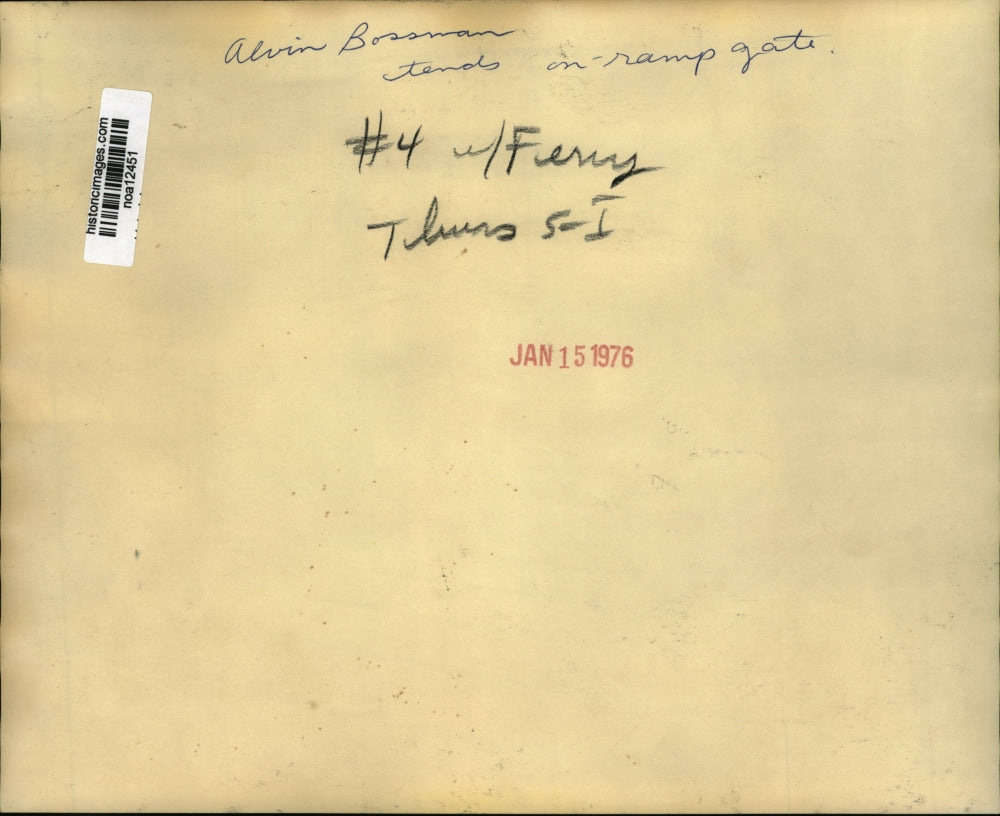 Alvin Bossman
tends on-ramp gate.
#4 w/Ferry
Thurs 5-I
historicimages.com
noa12451
JAN 15 1976